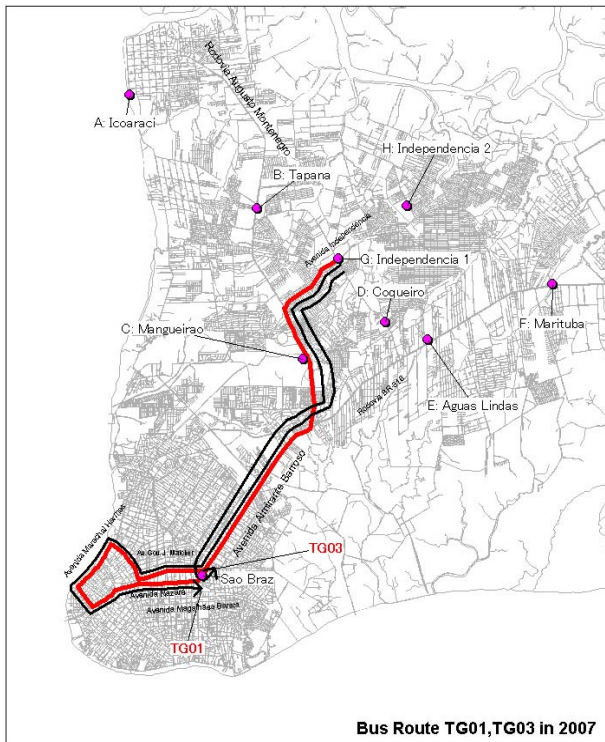 Rodovia Angusto Montenegro
A: Icoaraci
H: Independencia 2
B: Tapana
Avenida Independencia
G: Independencia 1
D: Coqueiro
F: Marituba
C: Mangueirao
E: Aguas Lindas
Rodovia BR-316
Avenida Almirante Barroso
Avenida Marechal Hermes
Av. Gov. J. Malcher
TG03
Sao Braz
Avenida Nazare
Avenida Magalhaes Barata
TG01
Bus Route TG01,TG03 in 2007